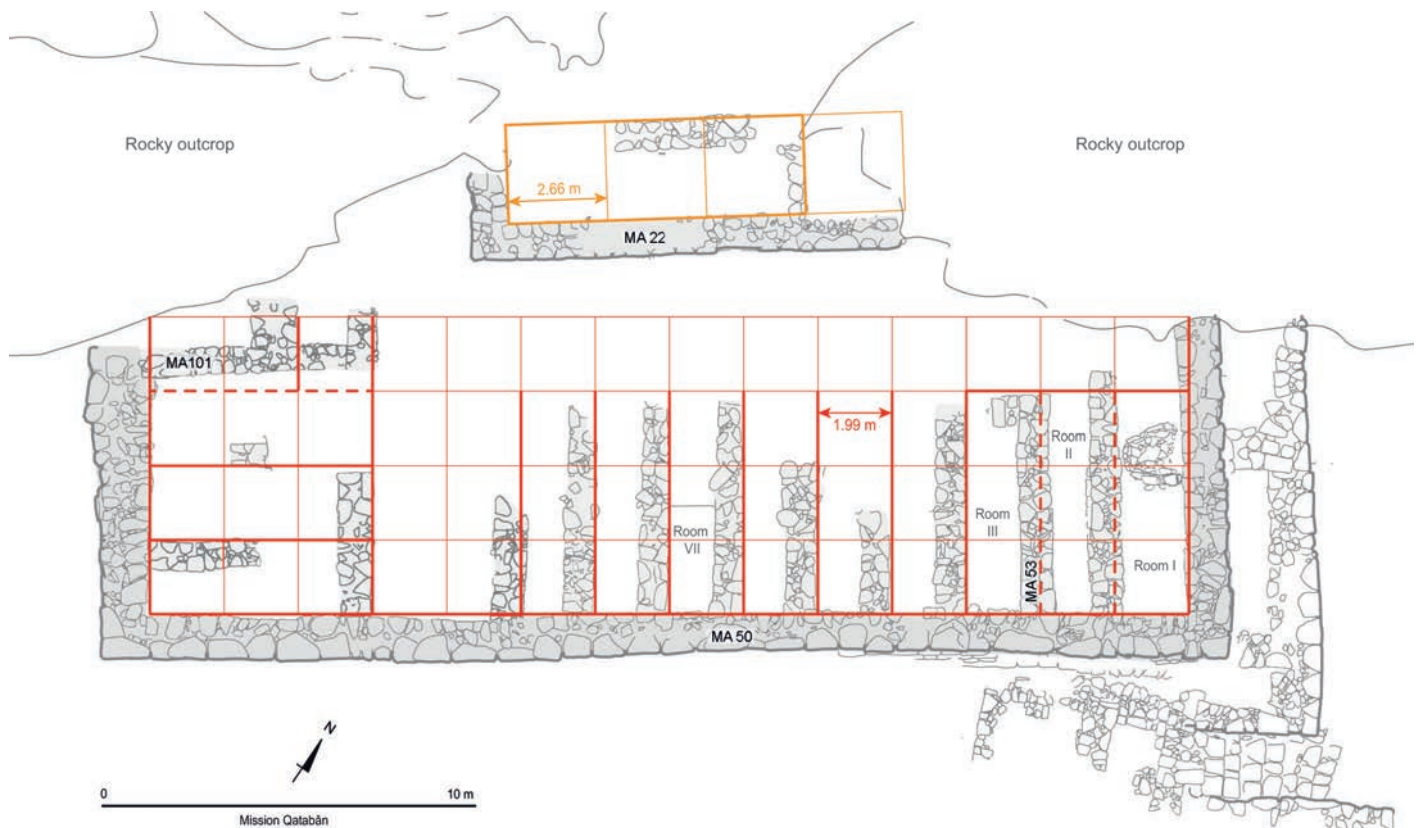 Rocky outcrop
Rocky outcrop
2.66 m
MA 22
MA101
1.99 m
Room
II
Room
VII
Room
III
MA 53
Room I
MA 50
N
0
10 m
Mission Qatabân